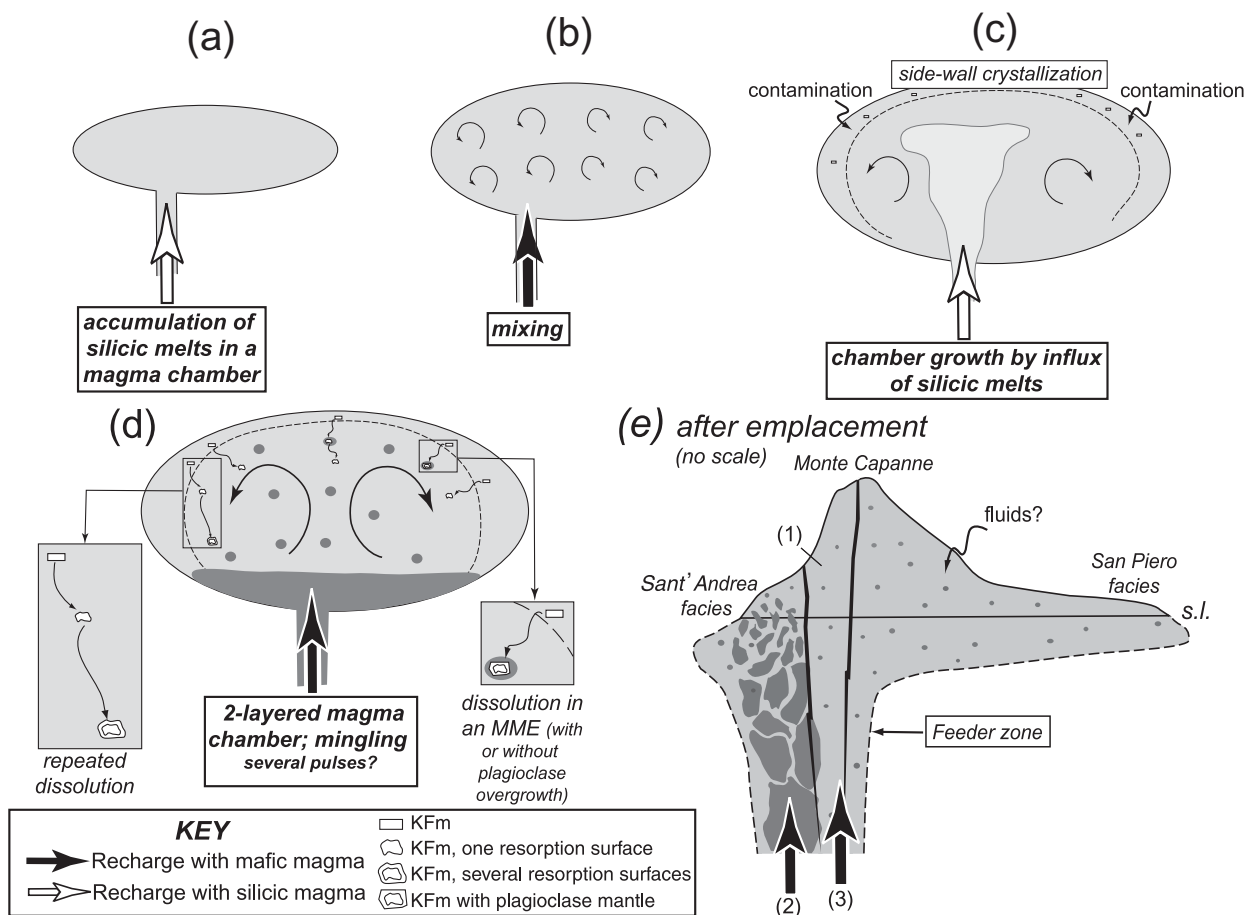 (a)
accumulation of
silicic melts in a
magma chamber
(b)
mixing
(c)
side-wall crystallization
contamination
contamination
chamber growth by influx
of silicic melts
(d)
repeated
dissolution
2-layered magma
chamber; mingling
several pulses?
dissolution in
an MME (with
or without
plagioclase
overgrowth)
(e) after emplacement
(no scale)
Monte Capanne
(1)
fluids?
Sant' Andrea
facies
San Piero
facies
s.l.
Feeder zone
(2)
(3)
KEY
Recharge with mafic magma
Recharge with silicic magma
KFm
KFm, one resorption surface
KFm, several resorption surfaces
KFm with plagioclase mantle